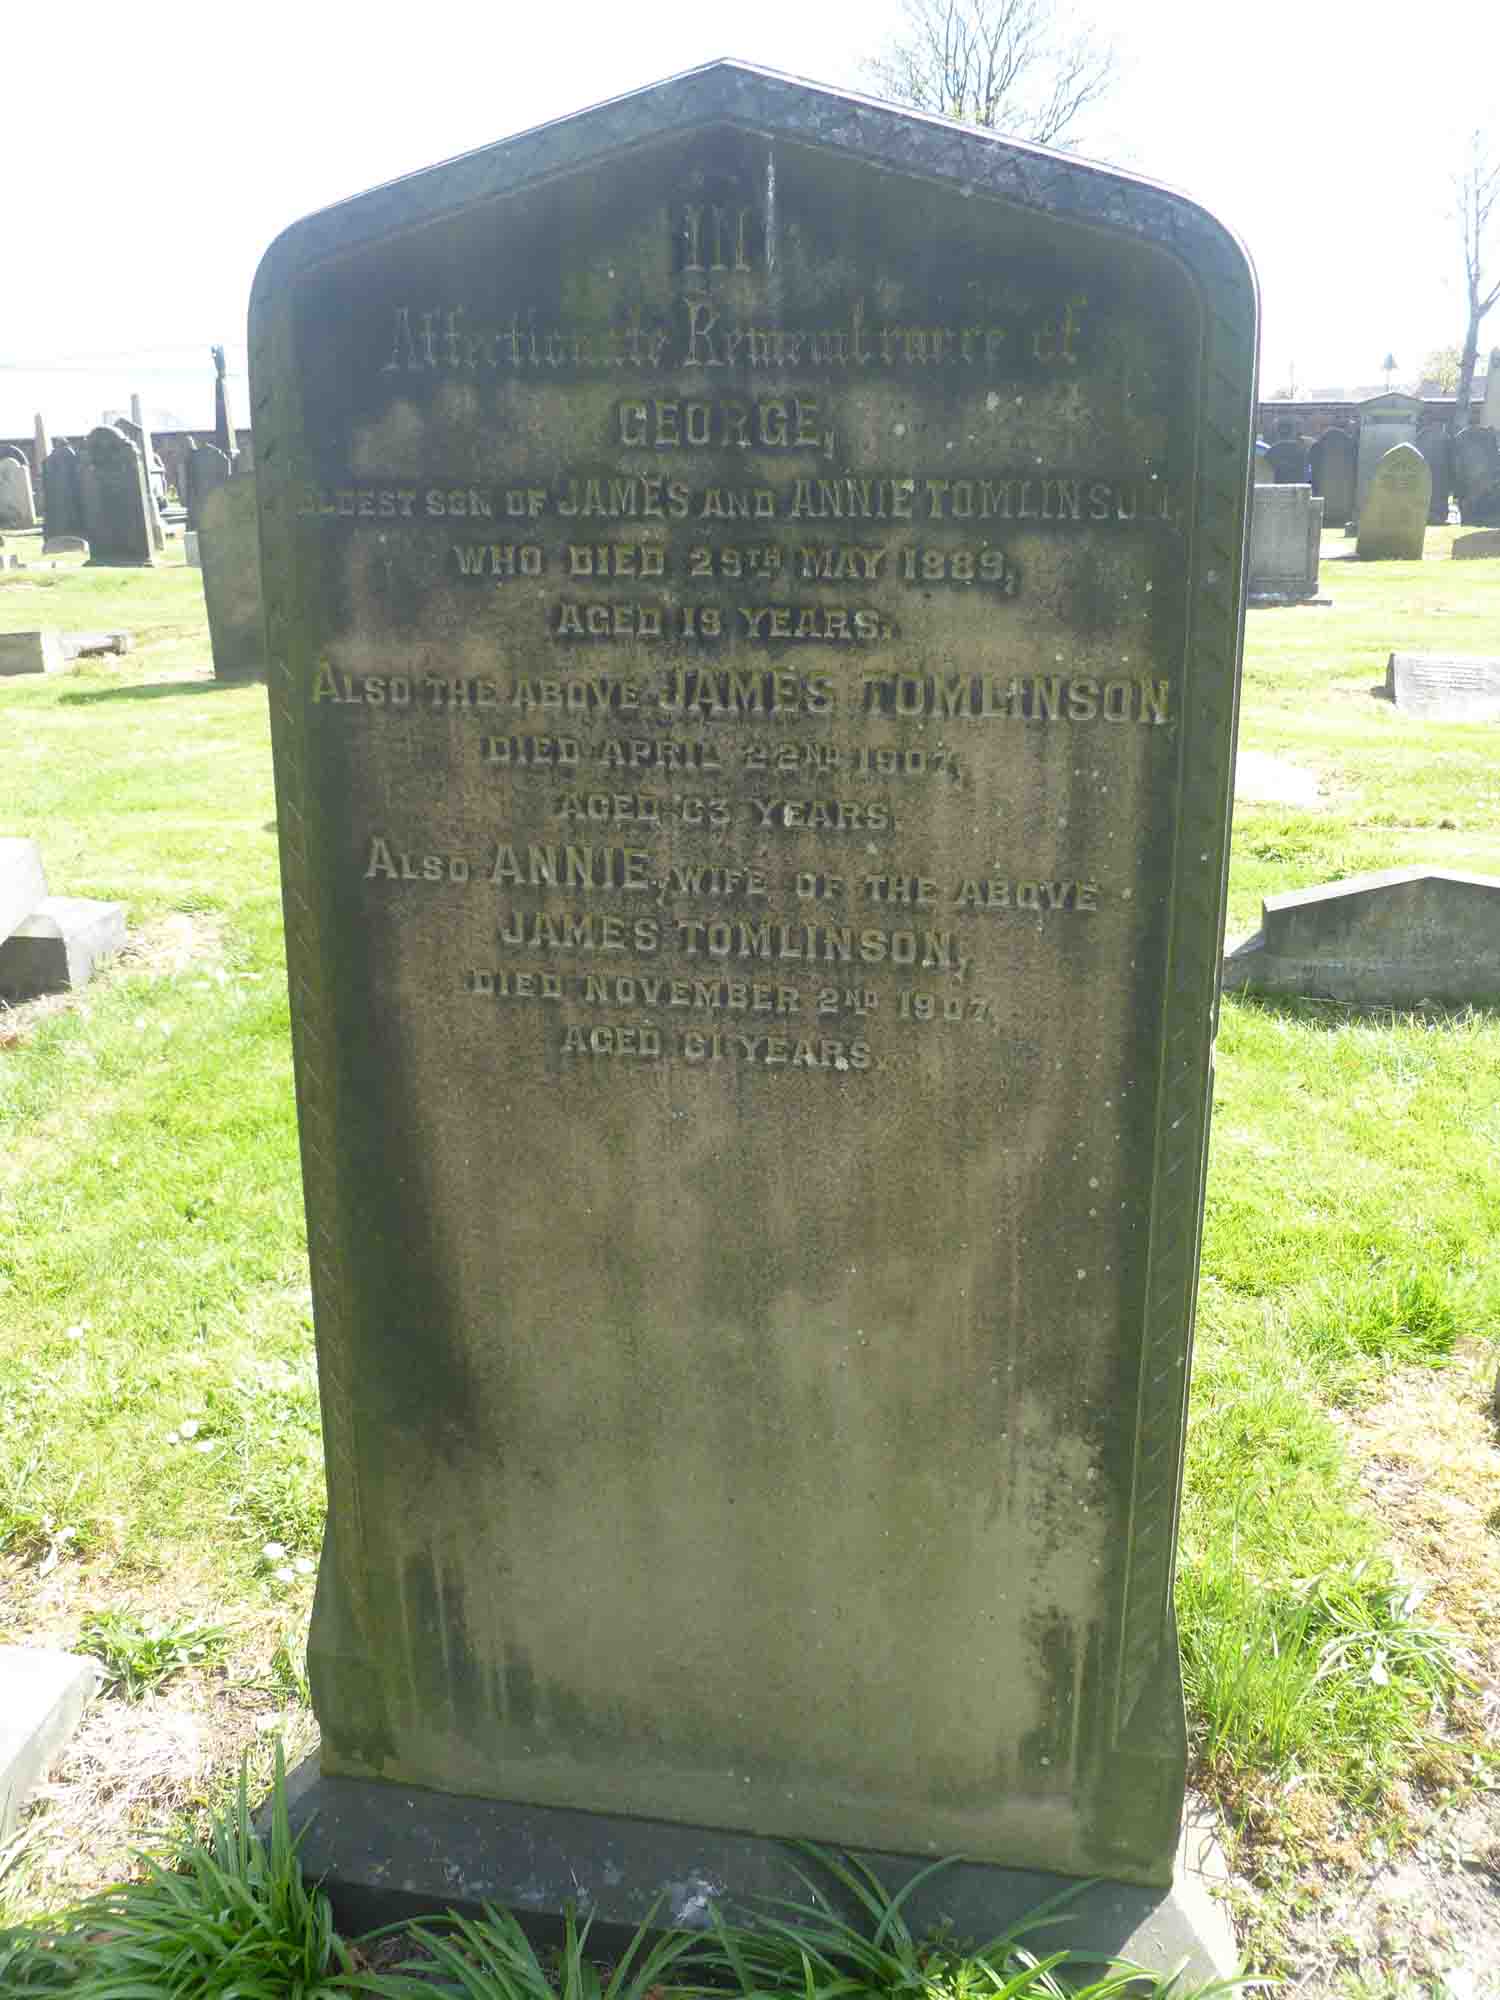 In
Affectionate Remembrance of
GEORGE,
ELDEST SON OF JAMES AND ANNIE TOMLINSON,
WHO DIED 29TH MAY 1889,
AGED 19 YEARS.
ALSO THE ABOVE JAMES TOMLINSON,
DIED APRIL 22ND 1907,
AGED 63 YEARS.
ALSO ANNIE, WIFE OF THE ABOVE
JAMES TOMLINSON,
DIED NOVEMBER 2ND 1907,
AGED 61 YEARS.